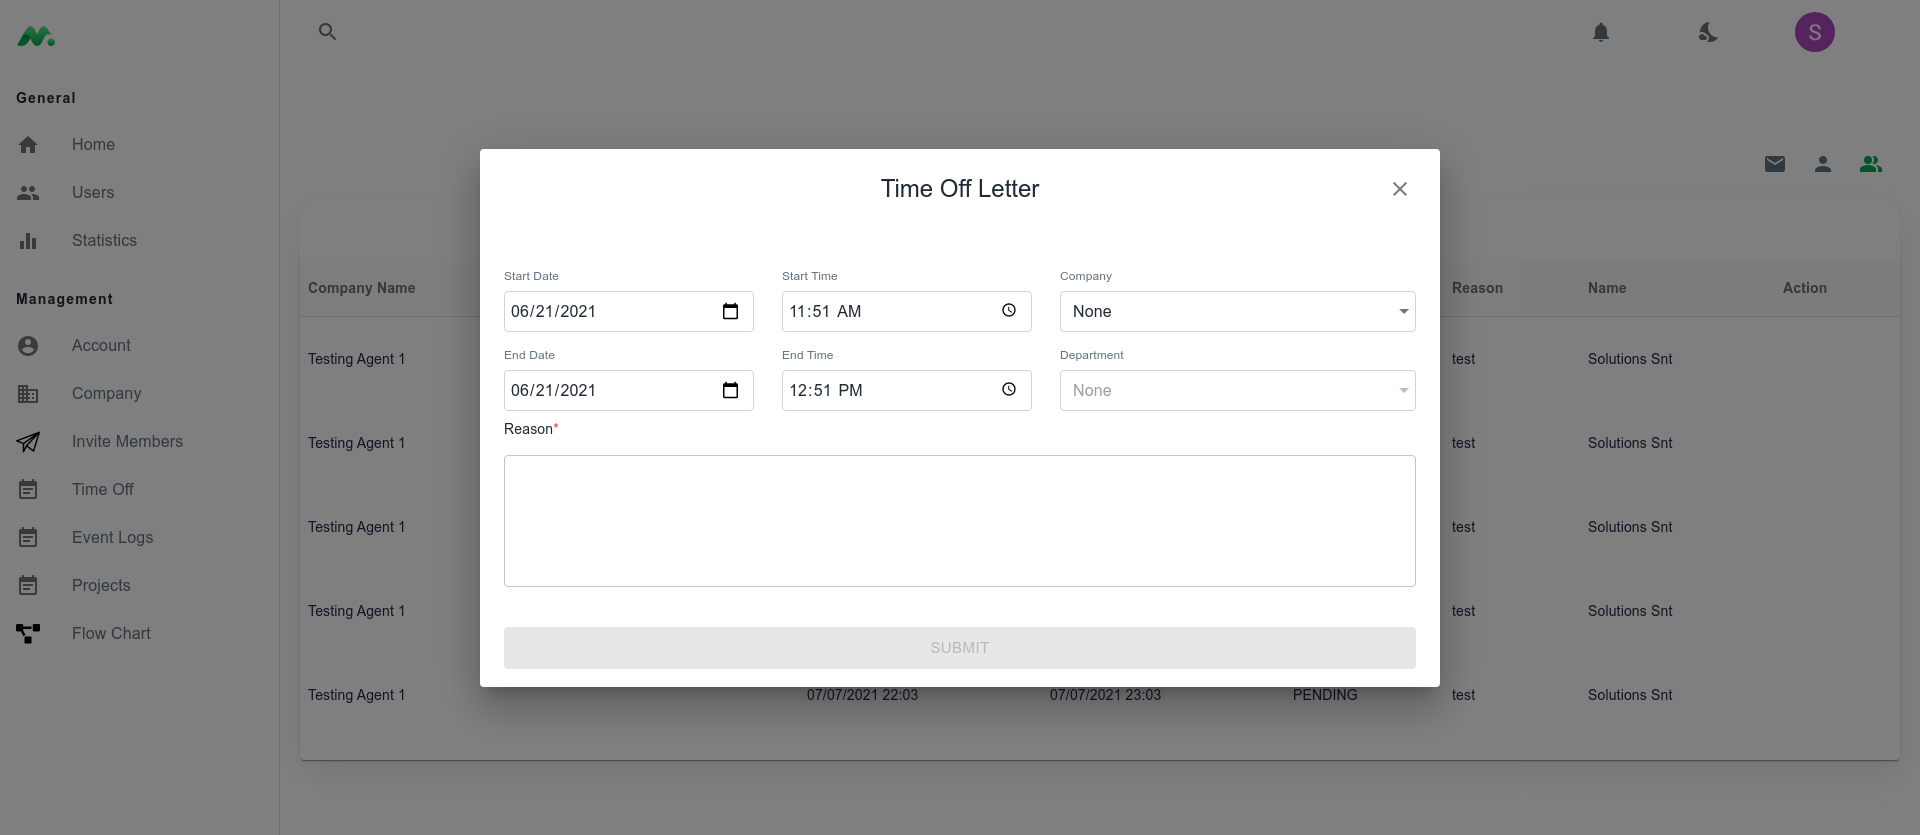 S
General
Home
Users
Statistics
Management
Account
Company
Invite Members
Time Off
Event Logs
Projects
Flow Chart
Time Off Letter
Start Date
Start Time
Company
06/21/2021
11:51 AM
None
End Date
End Time
Department
06/21/2021
12:51 PM
None
Reason*
SUBMIT
Company Name
Reason
Name
Action
Testing Agent 1
test
Solutions Snt
Testing Agent 1
test
Solutions Snt
Testing Agent 1
test
Solutions Snt
Testing Agent 1
test
Solutions Snt
Testing Agent 1
07/07/2021 22:03
07/07/2021 23:03
PENDING
test
Solutions Snt